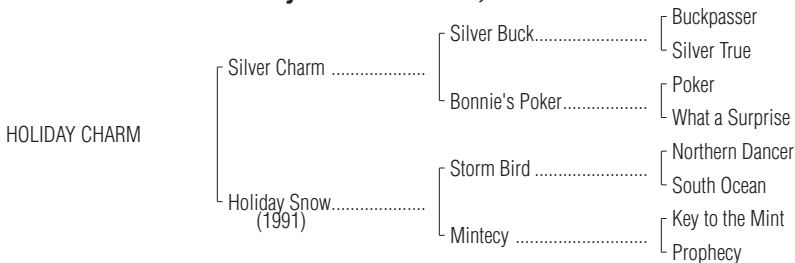 Buckpasser
Silver Buck
Silver True
Silver Charm
Poker
Bonnie's Poker
What a Surprise
HOLIDAY CHARM
Northern Dancer
Storm Bird
South Ocean
Holiday Snow
(1991)
Key to the Mint
Mintecy
Prophecy